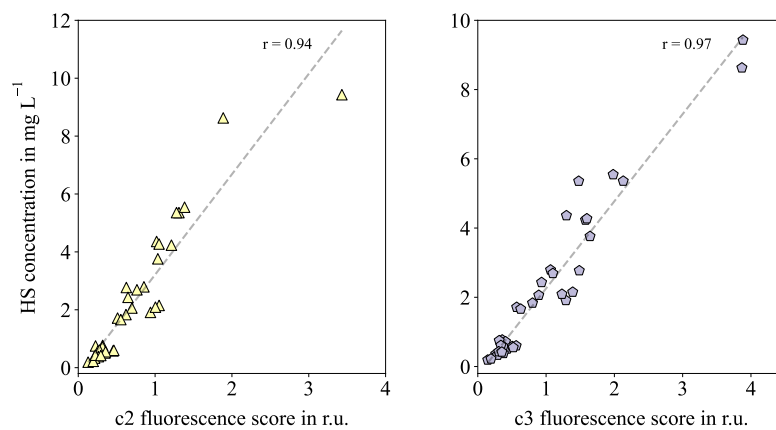 12
10
8
6
4
2
0
HS concentration in mg L⁻¹
r = 0.94
0 1 2 3 4
c2 fluorescence score in r.u.
10
8
6
4
2
0
r = 0.97
0 1 2 3 4
c3 fluorescence score in r.u.